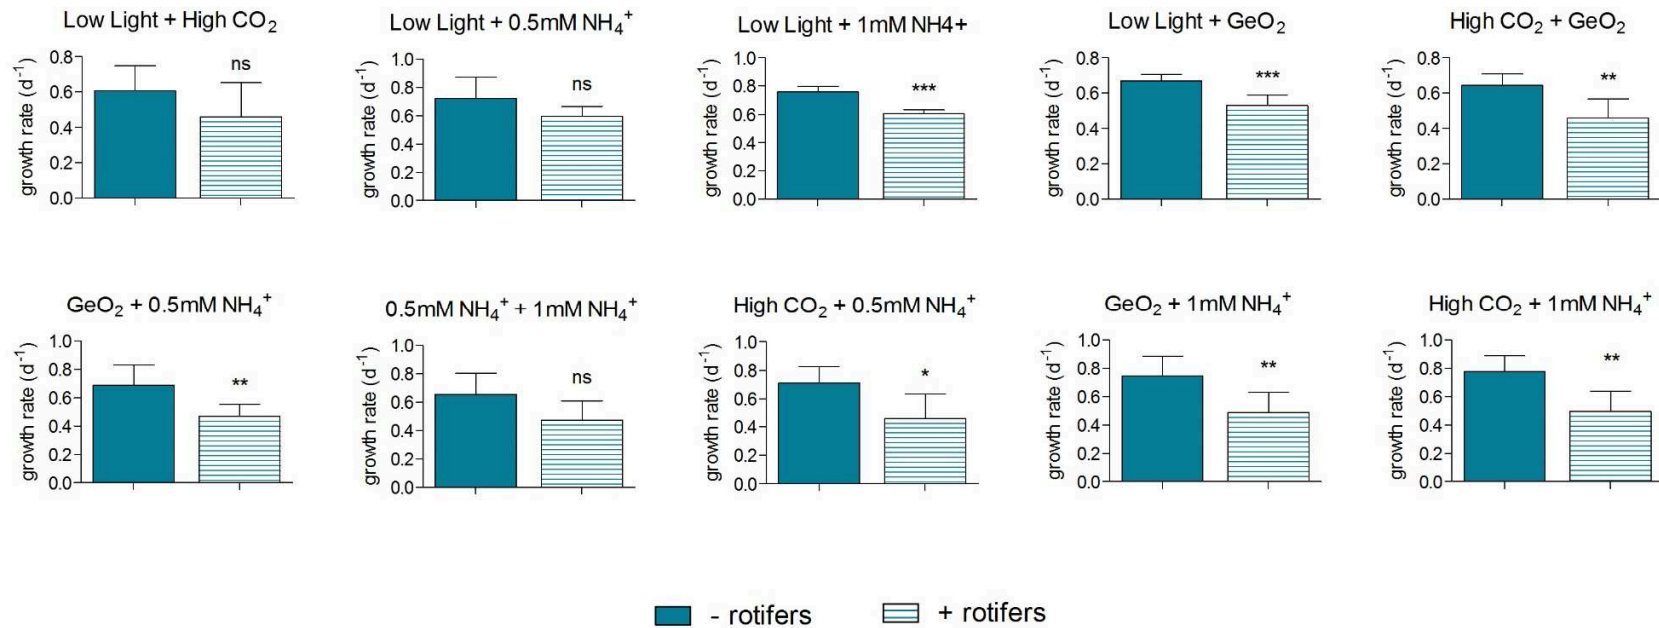 Low Light + High CO₂
growth rate (d⁻¹)
0.8
0.6
0.4
0.2
0.0
ns
Low Light + 0.5mM NH₄⁺
growth rate (d⁻¹)
1.0
0.8
0.6
0.4
0.2
0.0
ns
Low Light + 1mM NH4+
growth rate (d⁻¹)
1.0
0.8
0.6
0.4
0.2
0.0
***
Low Light + GeO₂
growth rate (d⁻¹)
0.8
0.6
0.4
0.2
0.0
***
High CO₂ + GeO₂
growth rate (d⁻¹)
0.8
0.6
0.4
0.2
0.0
**
GeO₂ + 0.5mM NH₄⁺
growth rate (d⁻¹)
1.0
0.8
0.6
0.4
0.2
0.0
**
0.5mM NH₄⁺ + 1mM NH₄⁺
growth rate (d⁻¹)
1.0
0.8
0.6
0.4
0.2
0.0
ns
High CO₂ + 0.5mM NH₄⁺
growth rate (d⁻¹)
1.0
0.8
0.6
0.4
0.2
0.0
*
GeO₂ + 1mM NH₄⁺
growth rate (d⁻¹)
1.0
0.8
0.6
0.4
0.2
0.0
**
High CO₂ + 1mM NH₄⁺
growth rate (d⁻¹)
1.0
0.8
0.6
0.4
0.2
0.0
**
- rotifers
+ rotifers